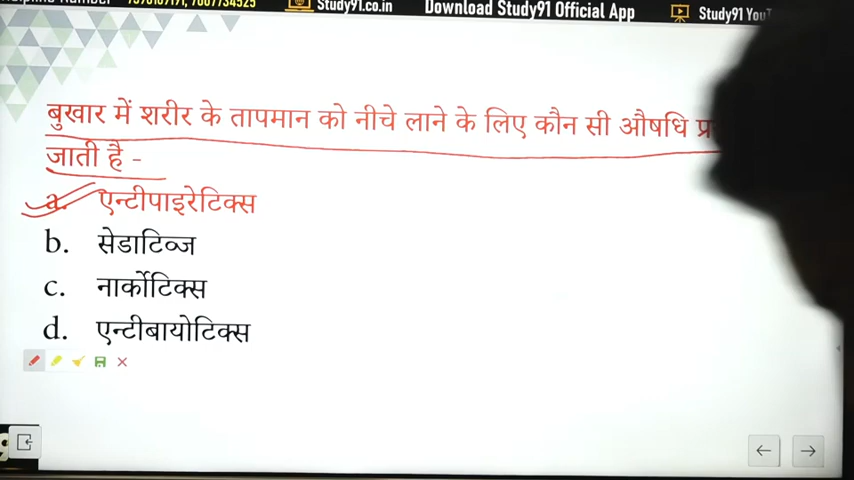 Study91.co.in Download Study91 Official App Study91
बुखार में शरीर के तापमान को नीचे लाने के लिए कौन सी औषधि
जाती है -
a. एन्टीपाइरेटिक्स
b. सेडाटिव्ज
c. नार्कोटिक्स
d. एन्टीबायोटिक्स